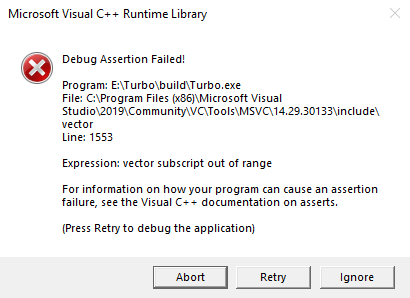 Microsoft Visual C++ Runtime Library
Debug Assertion Failed!
Program: E:\Turbo\build\Turbo.exe
File: C:\Program Files (x86)\Microsoft Visual
Studio\2019\Community\VC\Tools\MSVC\14.29.30133\include\
vector
Line: 1553
Expression: vector subscript out of range
For information on how your program can cause an assertion
failure, see the Visual C++ documentation on asserts.
(Press Retry to debug the application)
Abort Retry Ignore